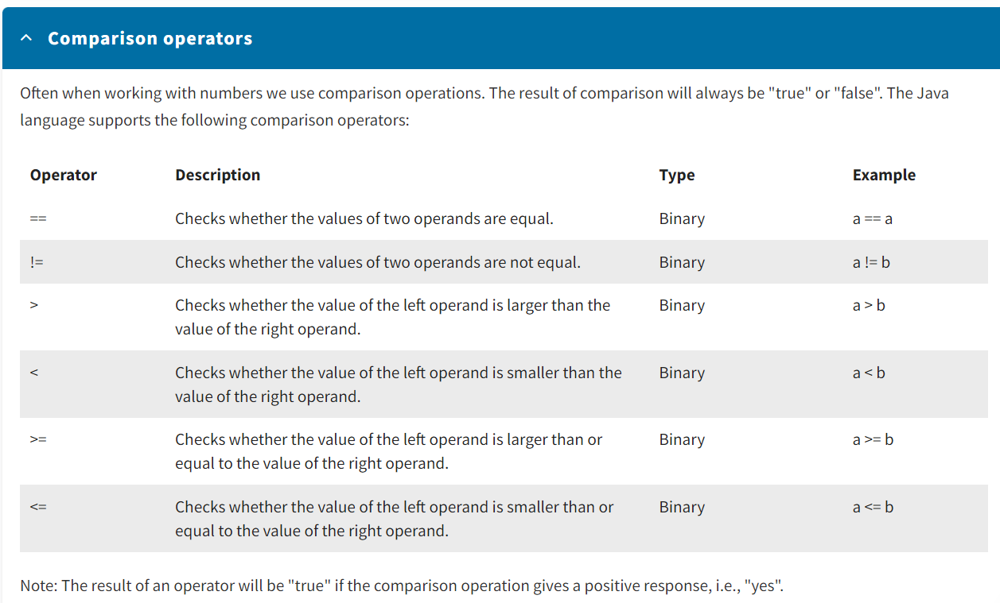 Comparison operators
Often when working with numbers we use comparison operations. The result of comparison will always be "true" or "false". The Java
language supports the following comparison operators:
Operator Description Type Example
== Checks whether the values of two operands are equal. Binary a == a
!= Checks whether the values of two operands are not equal. Binary a != b
> Checks whether the value of the left operand is larger than the Binary a > b
value of the right operand.
< Checks whether the value of the left operand is smaller than the Binary a < b
value of the right operand.
>= Checks whether the value of the left operand is larger than or Binary a >= b
equal to the value of the right operand.
<= Checks whether the value of the left operand is smaller than or Binary a <= b
equal to the value of the right operand.
Note: The result of an operator will be "true" if the comparison operation gives a positive response, i.e., "yes".